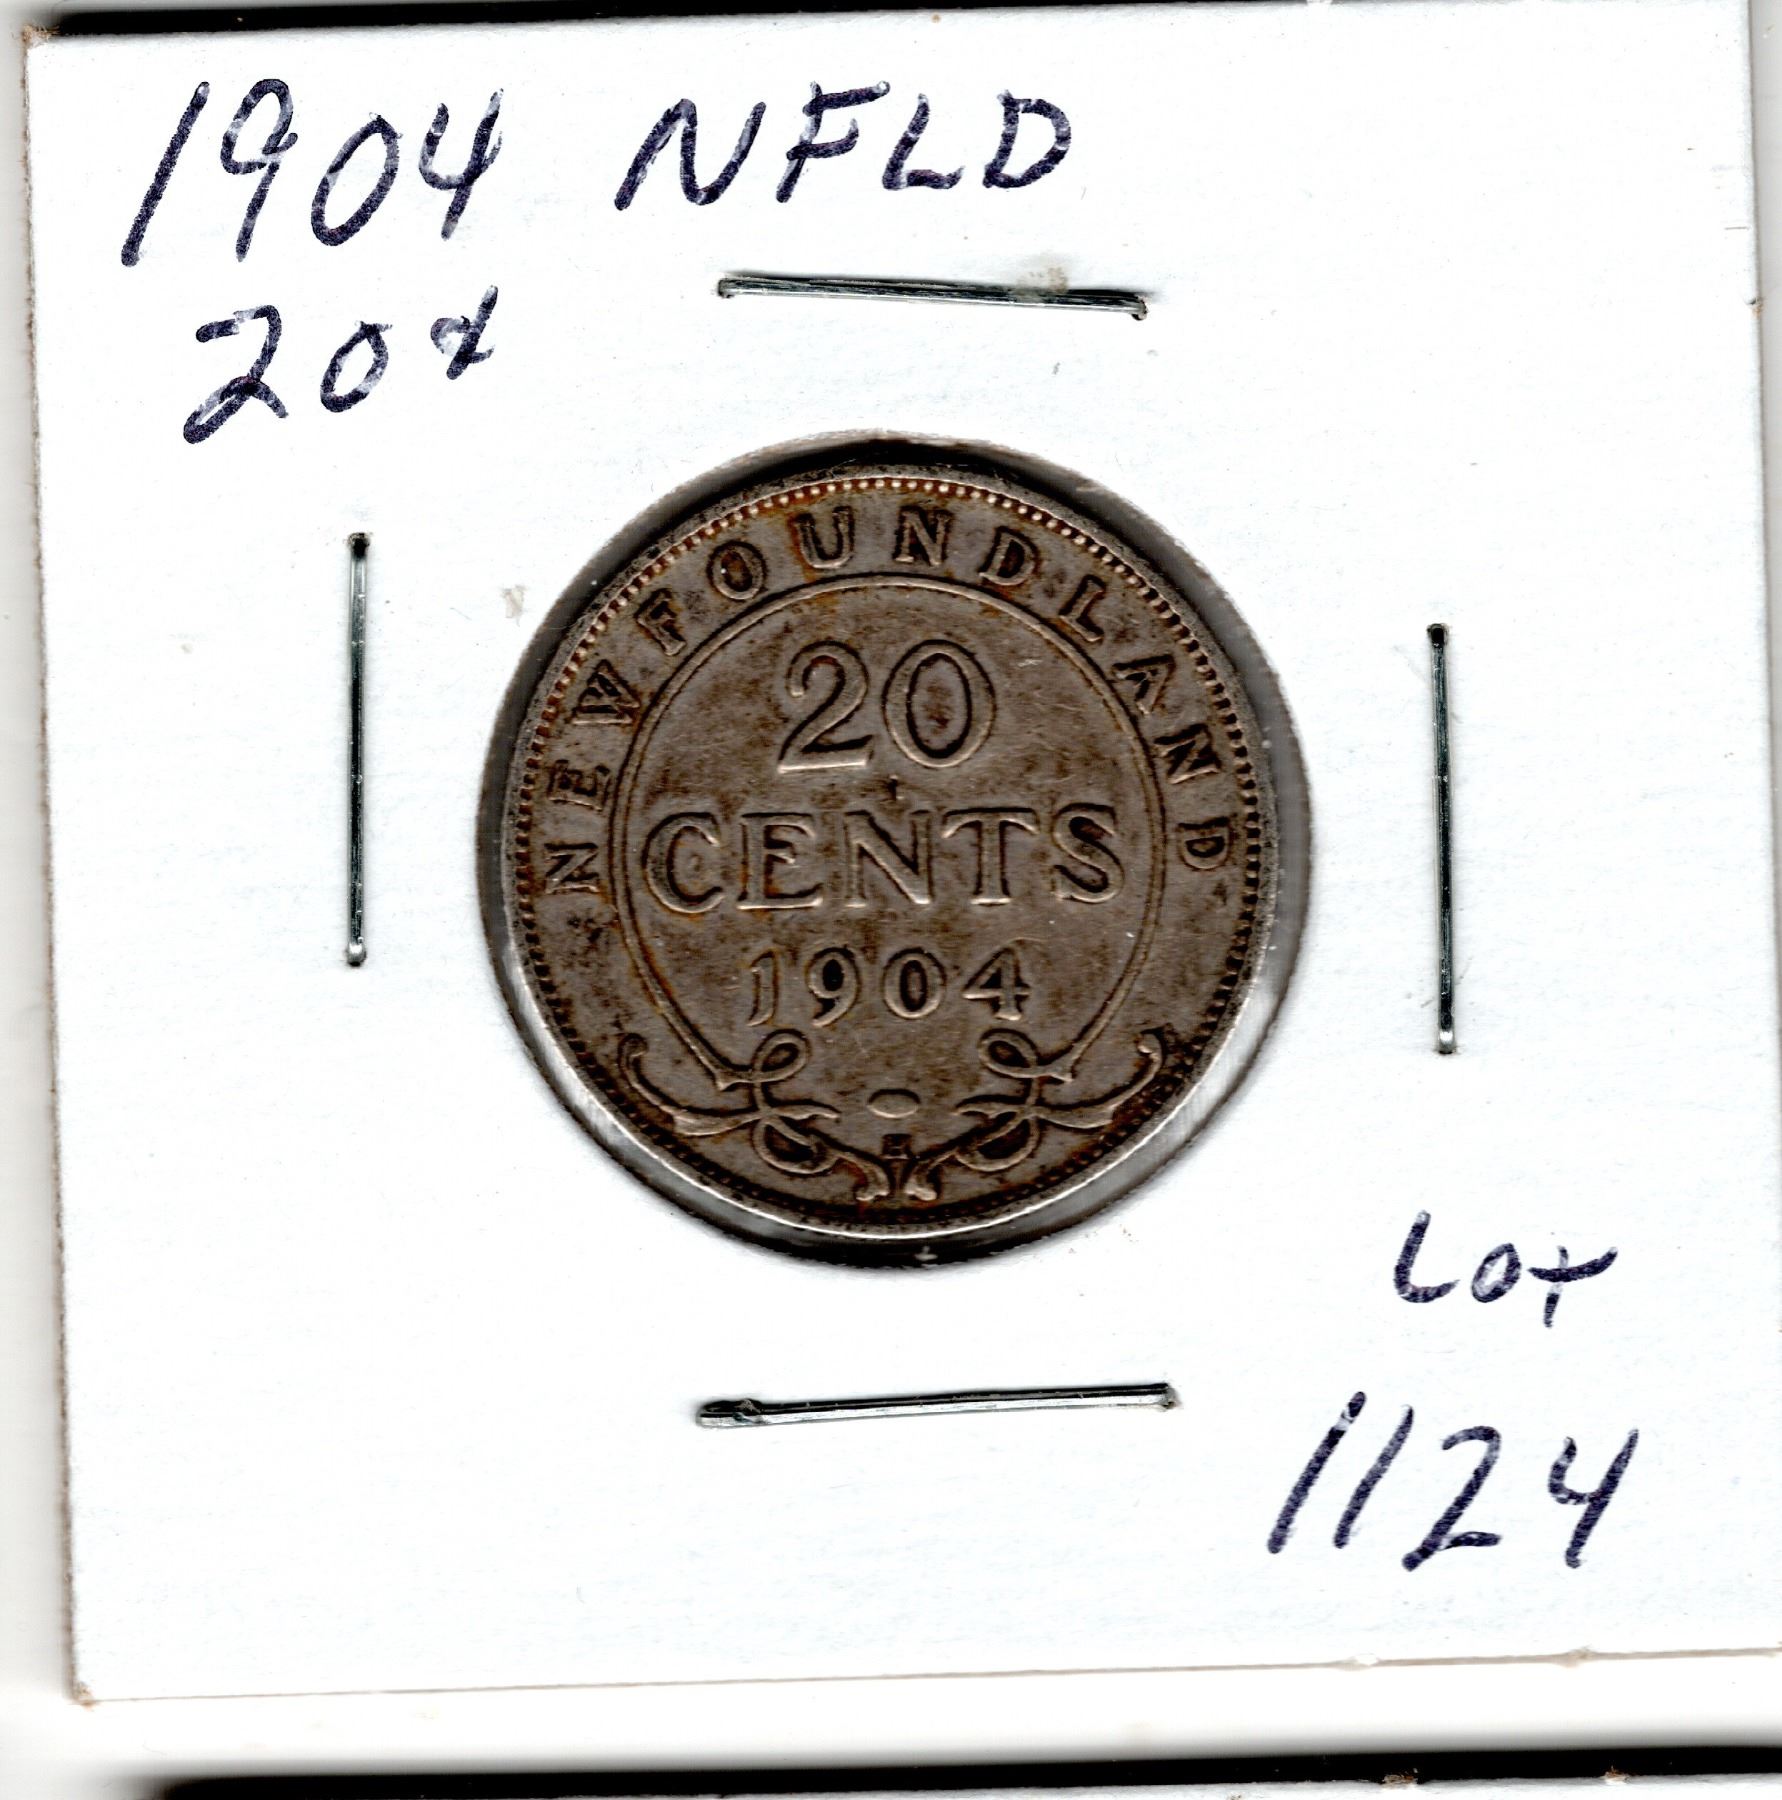 1904 NFLD
20¢
NEWFOUNDLAND
20
CENTS
1904
H
LOT
1124